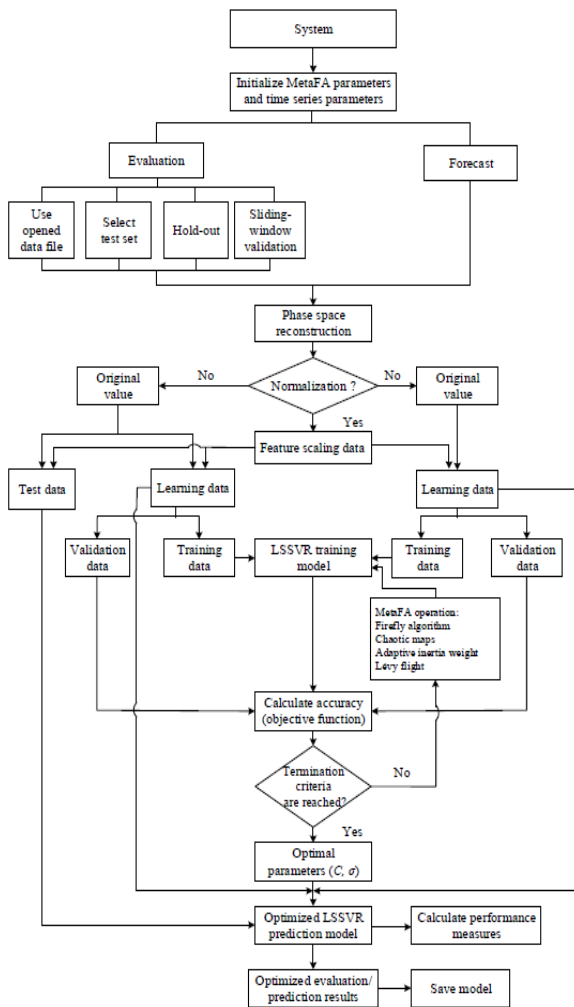 System
Initialize MetaFA parameters
and time series parameters
Evaluation
Forecast
Use
opened
data file
Select
test set
Hold-out
Sliding-
window
validation
Phase space
reconstruction
Original
value
No
Normalization ?
No
Original
value
Yes
Feature scaling data
Test data
Learning data
Learning data
Validation
data
Training
data
LSSVR training
model
Training
data
Validation
data
MetaFA operation:
Firefly algorithm
Chaotic maps
Adaptive inertia weight
Lévy flight
Calculate accuracy
(objective function)
Termination
criteria
are reached?
No
Yes
Optimal
parameters (C, σ)
Optimized LSSVR
prediction model
Calculate performance
measures
Optimized evaluation/
prediction results
Save model